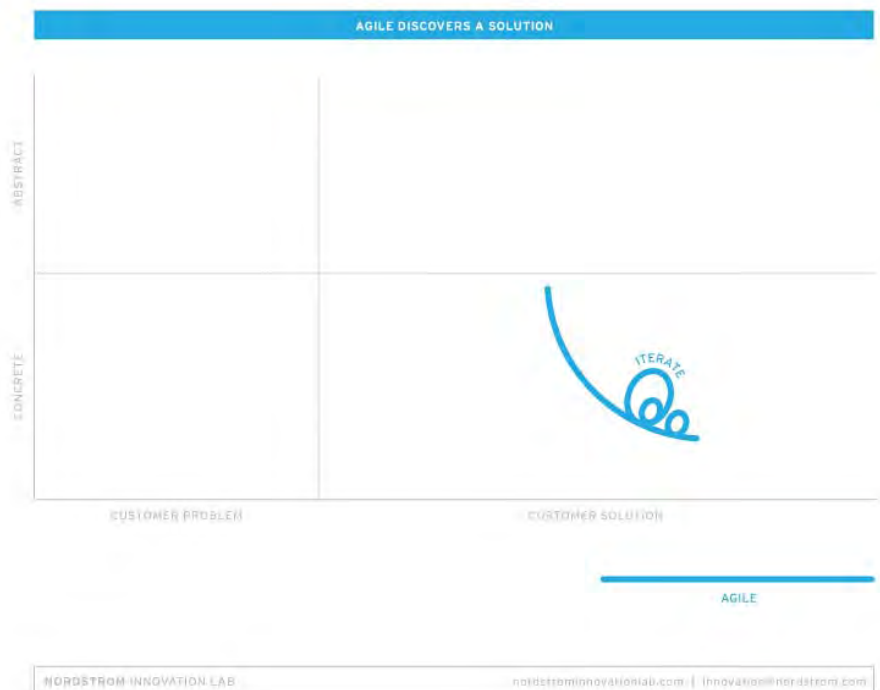 AGILE DISCOVERS A SOLUTION
ABSTRACT
CONCRETE
ITERATE
CUSTOMER PROBLEM
CUSTOMER SOLUTION
AGILE
NORDSTROM INNOVATION LAB
nordstrominnovationlab.com | innovation@nordstrom.com